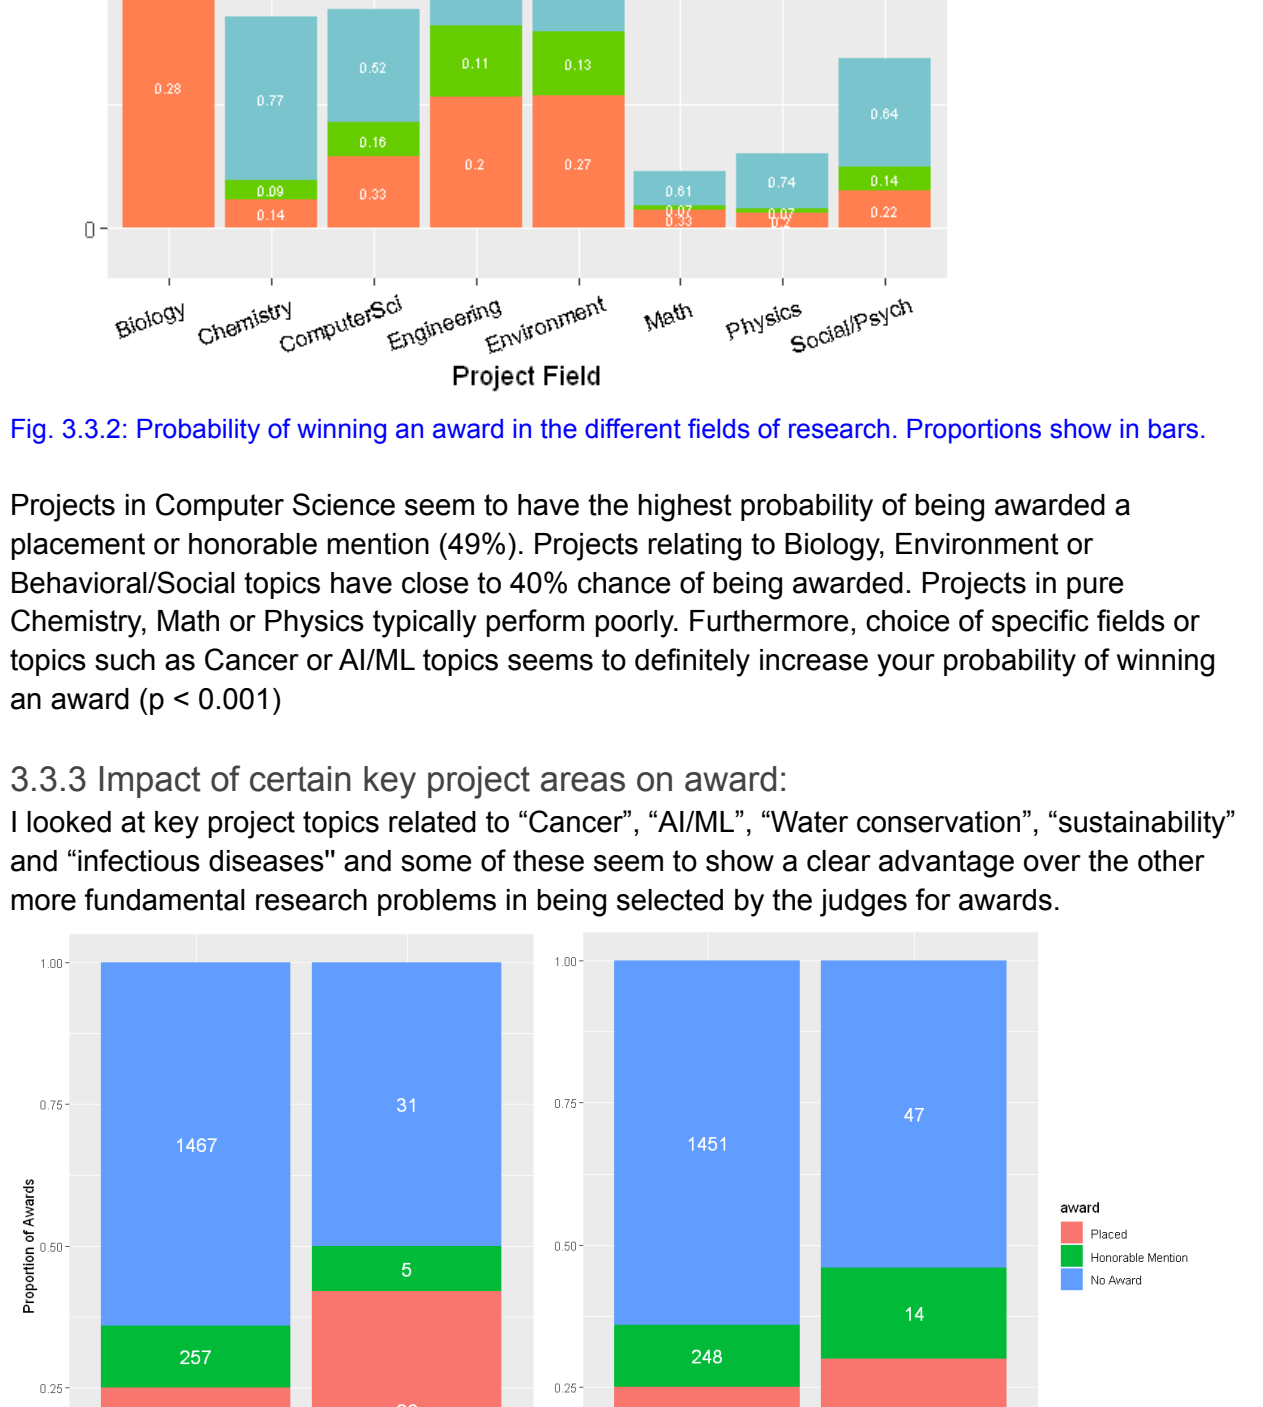 0.28
0.77
0.09
0.14
0.52
0.16
0.33
0.11
0.2
0.13
0.27
0.61
0.07
0.33
0.74
0.07
0.2
0.64
0.14
0.22
0
Biology
Chemistry
ComputerSci
Engineering
Environment
Math
Physics
Social/Psych
Project Field
Fig. 3.3.2: Probability of winning an award in the different fields of research. Proportions show in bars.
Projects in Computer Science seem to have the highest probability of being awarded a
placement or honorable mention (49%). Projects relating to Biology, Environment or
Behavioral/Social topics have close to 40% chance of being awarded. Projects in pure
Chemistry, Math or Physics typically perform poorly. Furthermore, choice of specific fields or
topics such as Cancer or AI/ML topics seems to definitely increase your probability of winning
an award (p < 0.001)
3.3.3 Impact of certain key project areas on award:
I looked at key project topics related to “Cancer”, “AI/ML”, “Water conservation”, “sustainability”
and “infectious diseases" and some of these seem to show a clear advantage over the other
more fundamental research problems in being selected by the judges for awards.
Proportion of Awards
1.00
0.75
0.50
0.25
1467
257
31
5
1.00
0.75
0.50
0.25
1451
248
47
14
award
Placed
Honorable Mention
No Award